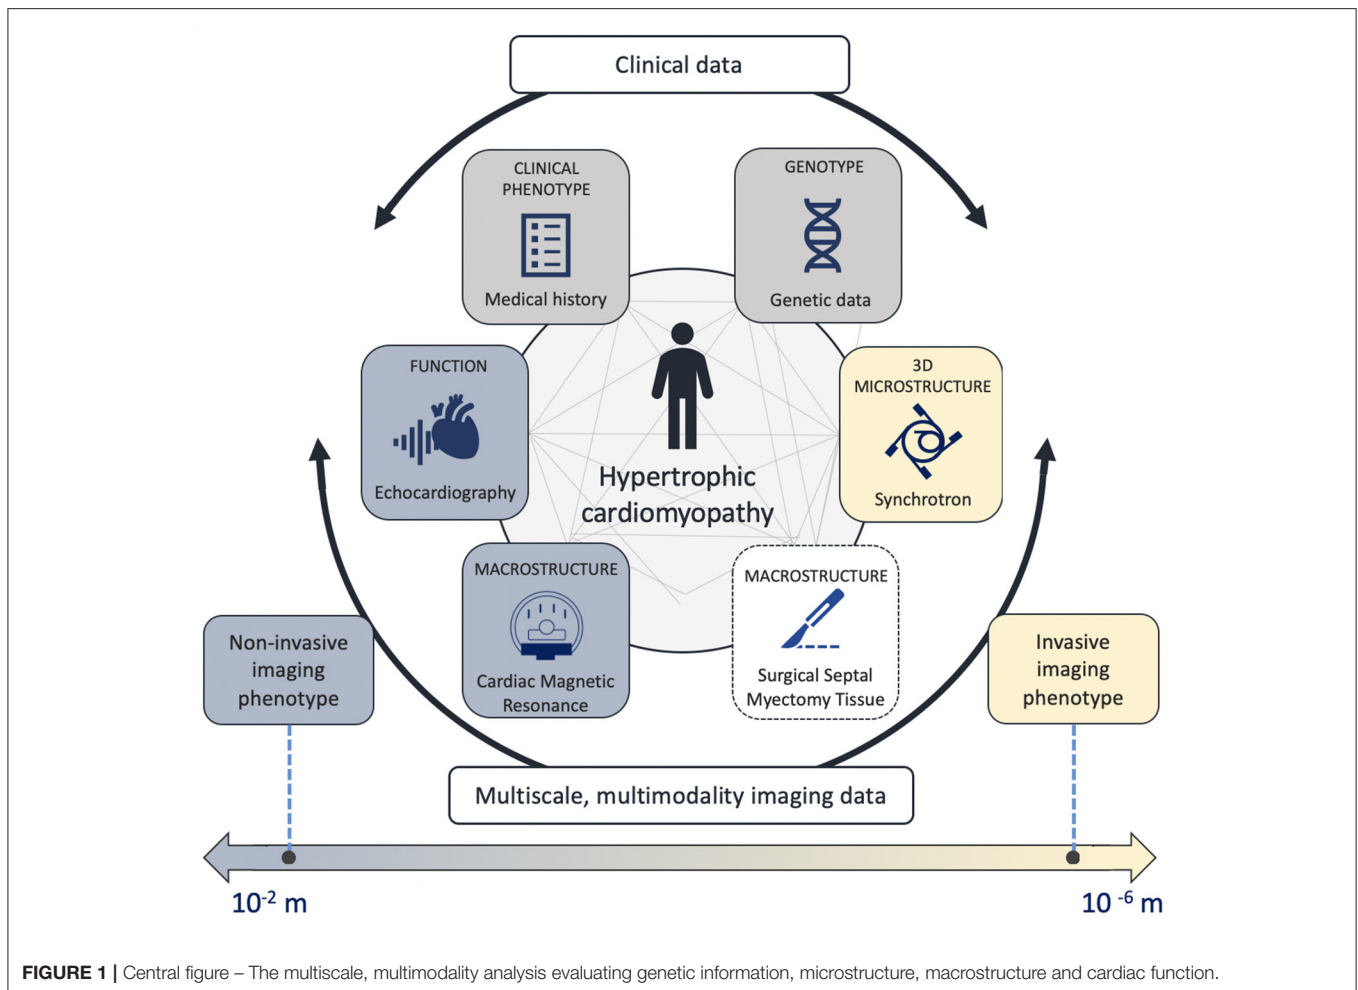 Clinical data
CLINICAL
PHENOTYPE
Medical history
GENOTYPE
Genetic data
FUNCTION
Echocardiography
3D
MICROSTRUCTURE
Synchrotron
Hypertrophic
cardiomyopathy
MACROSTRUCTURE
Cardiac Magnetic
Resonance
MACROSTRUCTURE
Surgical Septal
Myectomy Tissue
Non-invasive
imaging
phenotype
Invasive
imaging
phenotype
Multiscale, multimodality imaging data
10⁻² m
10 ⁻⁶ m
FIGURE 1 | Central figure – The multiscale, multimodality analysis evaluating genetic information, microstructure, macrostructure and cardiac function.